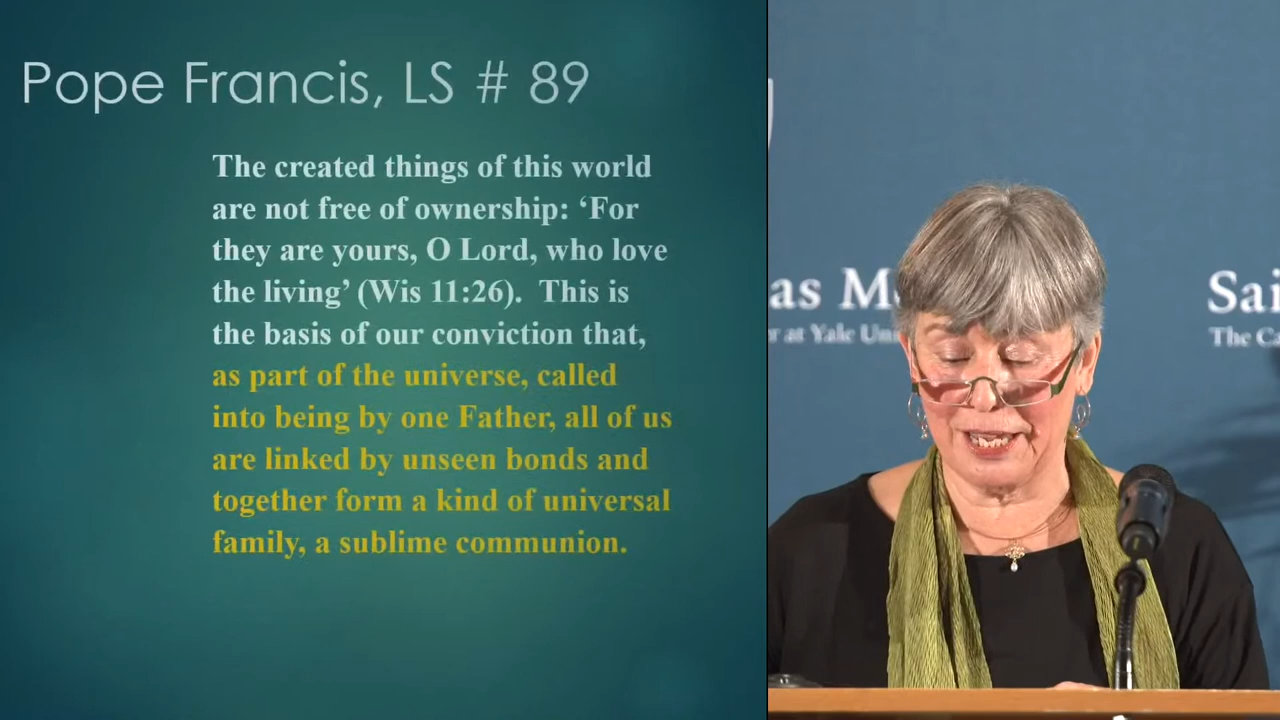 Pope Francis, LS # 89
The created things of this world
are not free of ownership: ‘For
they are yours, O Lord, who love
the living’ (Wis 11:26).  This is
the basis of our conviction that,
as part of the universe, called
into being by one Father, all of us
are linked by unseen bonds and
together form a kind of universal
family, a sublime communion.
as M
r at Yale Uni
Sai
The Ca